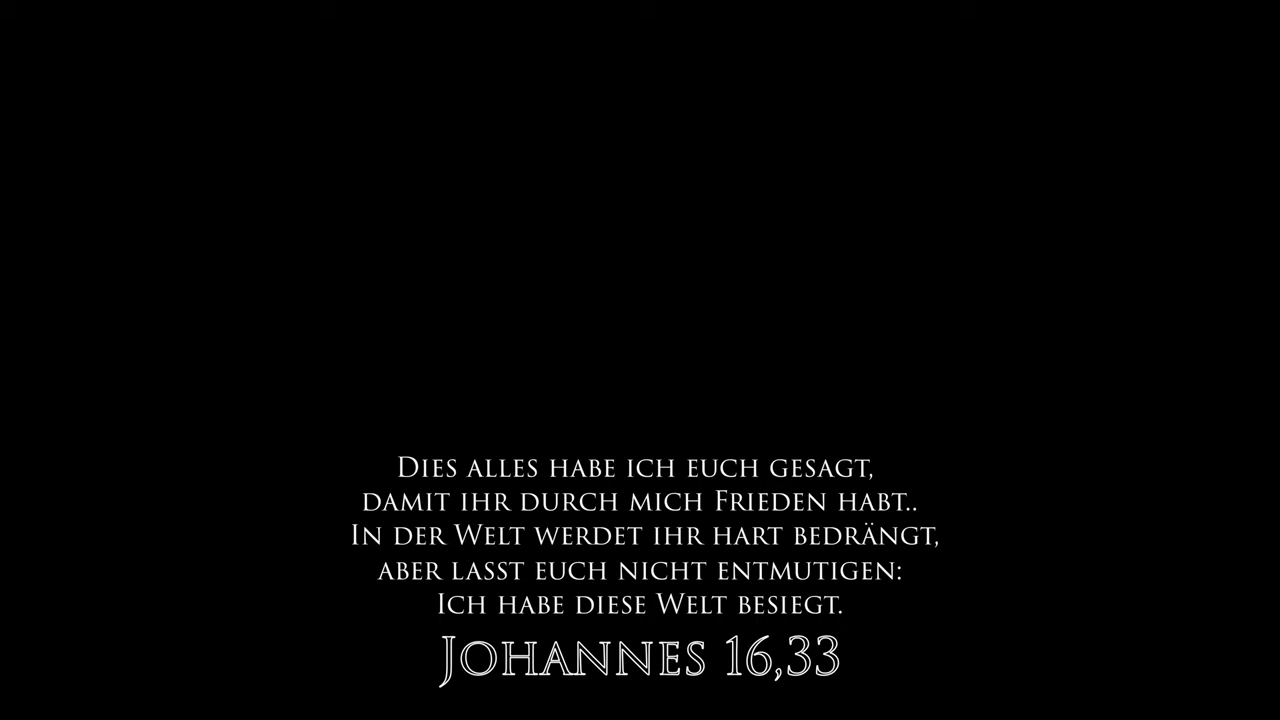 Dies alles habe ich euch gesagt,
damit ihr durch mich Frieden habt..
In der Welt werdet ihr hart bedrängt,
aber lasst euch nicht entmutigen:
Ich habe diese Welt besiegt.
Johannes 16,33